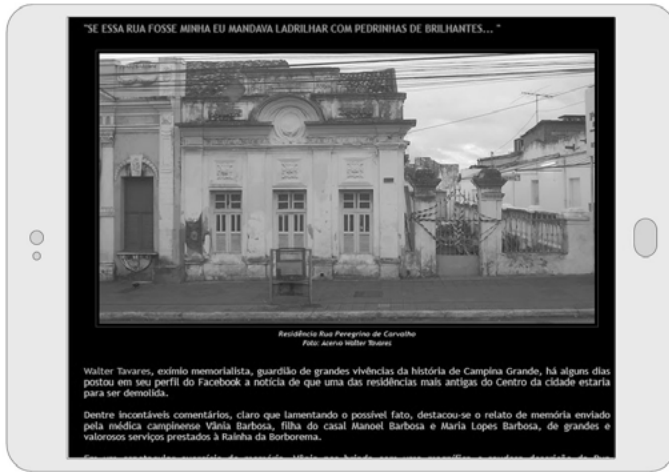 "SE ESSA RUA FOSSE MINHA EU MANDAVA LADRILHAR COM PEDRINHAS DE BRILHANTES... "
Residência Rua Peregrino de Carvalho
Foto: Acervo Walter Tavares
Walter Tavares, exímio memorialista, guardião de grandes vivências da história de Campina Grande, há alguns dias
postou em seu perfil do Facebook a notícia de que uma das residências mais antigas do Centro da cidade estaria
para ser demolida.
Dentre incontáveis comentários, claro que lamentando o possível fato, destacou-se o relato de memória enviado
pela médica campinense Vânia Barbosa, filha do casal Manoel Barbosa e Maria Lopes Barbosa, de grandes e
valorosos serviços prestados à Rainha da Borborema.